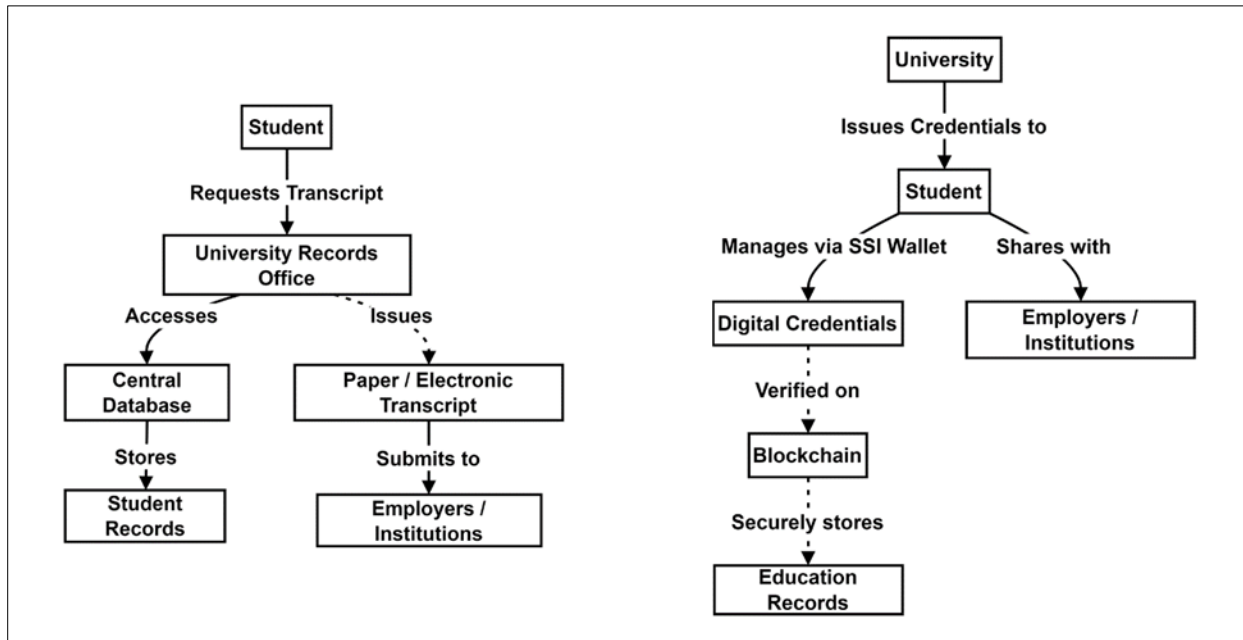 Student
Requests Transcript
University Records
Office
Accesses
Issues
Central
Database
Paper / Electronic
Transcript
Stores
Submits to
Student
Records
Employers /
Institutions
University
Issues Credentials to
Student
Manages via SSI Wallet
Shares with
Digital Credentials
Employers /
Institutions
Verified on
Blockchain
Securely stores
Education
Records